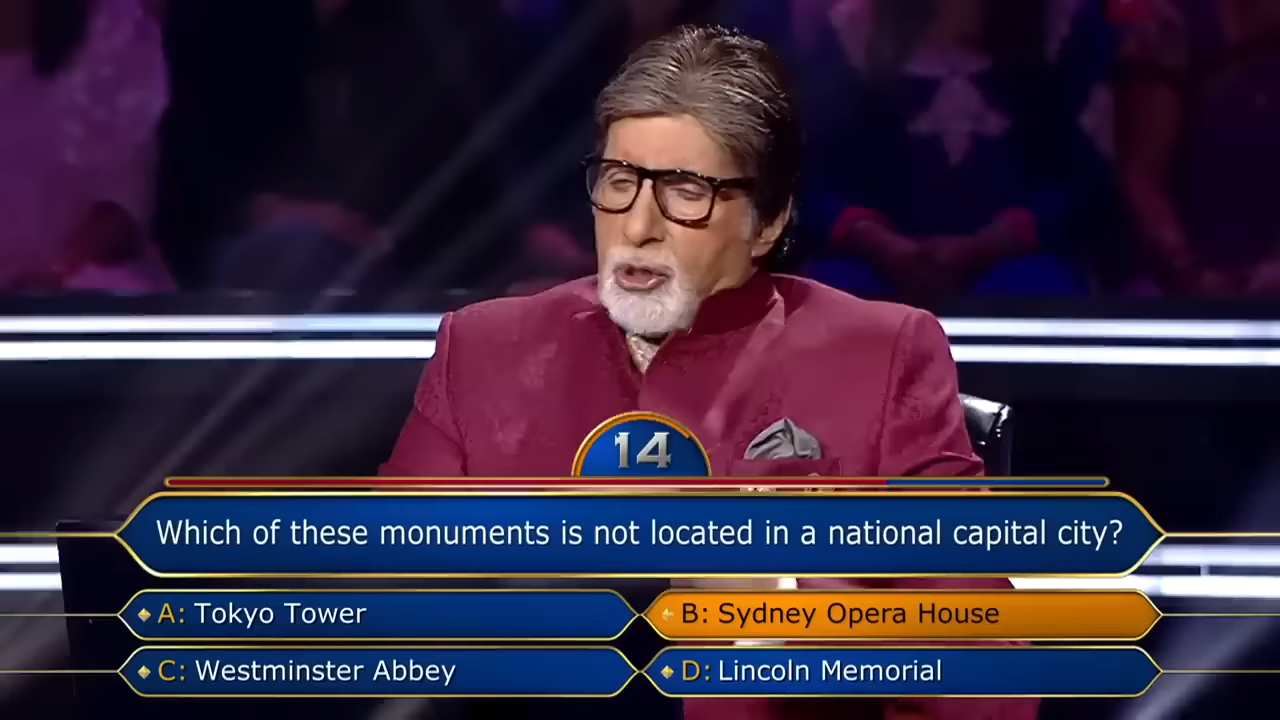 14
Which of these monuments is not located in a national capital city?
A: Tokyo Tower
B: Sydney Opera House
C: Westminster Abbey
D: Lincoln Memorial